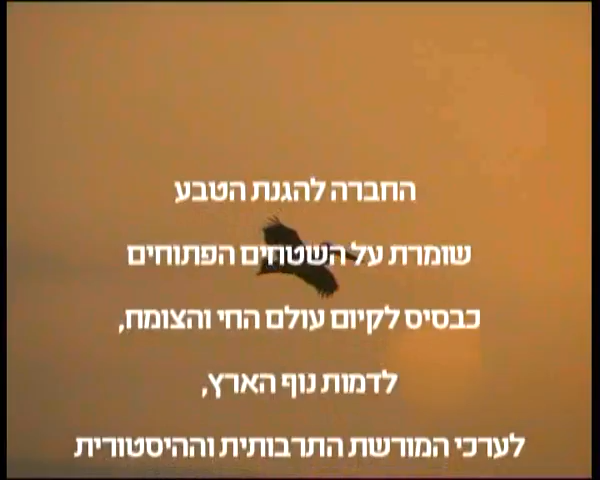 החברה להגנת הטבע
שומרת על השטחים הפתוחים
כבסיס לקיום עולם החי והצומח,
לדמות נוף הארץ,
לערכי המורשת התרבותית וההיסטורית